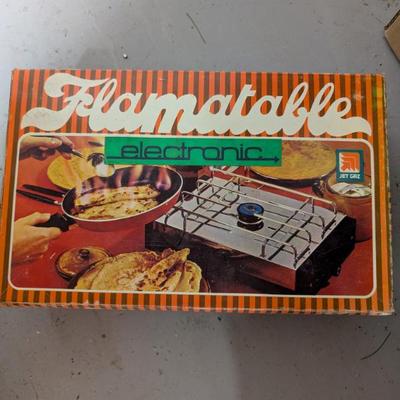 Flamatable
electronic
JET GAZ